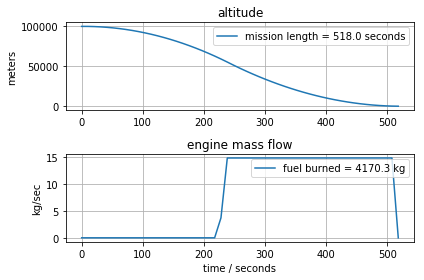 altitude
mission length = 518.0 seconds
meters
100000
50000
0
0
100
200
300
400
500
engine mass flow
fuel burned = 4170.3 kg
kg/sec
15
10
5
0
0
100
200
300
400
500
time / seconds